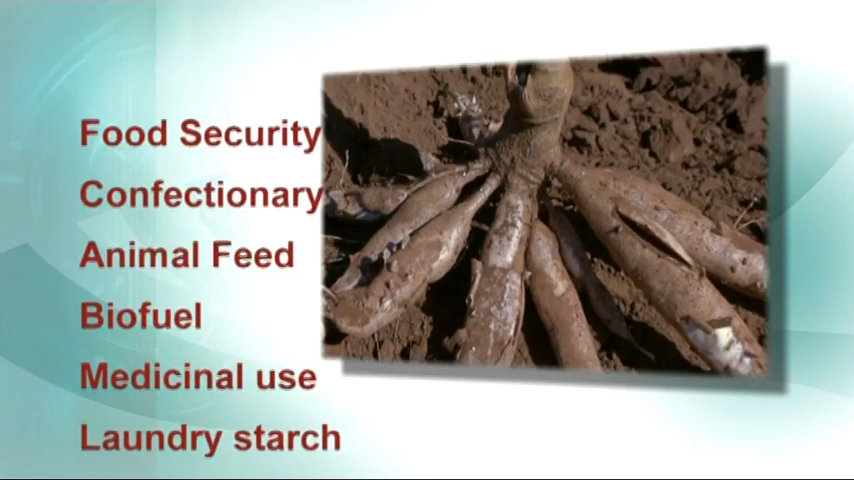 Food Security
Confectionary
Animal Feed
Biofuel
Medicinal use
Laundry starch